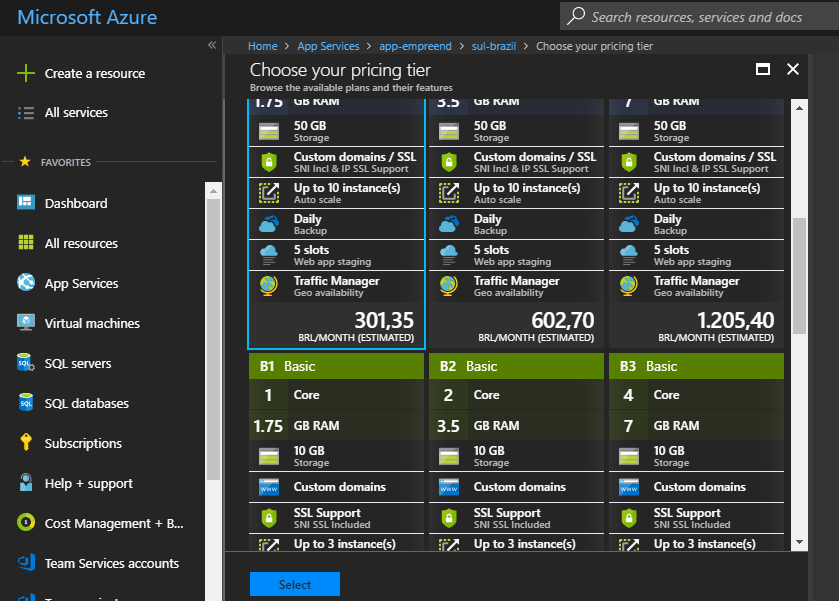 Microsoft Azure
Search resources, services and docs
Home > App Services > app-empreend > sul-brazil > Choose your pricing tier
Create a resource
All services
FAVORITES
Dashboard
All resources
App Services
Virtual machines
SQL servers
SQL databases
Subscriptions
Help + support
Cost Management + B...
Team Services accounts
Choose your pricing tier
Browse the available plans and their features
1.75 GB RAM
50 GB
Storage
Custom domains / SSL
SNI Incl & IP SSL Support
Up to 10 instance(s)
Auto scale
Daily
Backup
5 slots
Web app staging
Traffic Manager
Geo availability
301,35
BRL/MONTH (ESTIMATED)
3.5 GB RAM
50 GB
Storage
Custom domains / SSL
SNI Incl & IP SSL Support
Up to 10 instance(s)
Auto scale
Daily
Backup
5 slots
Web app staging
Traffic Manager
Geo availability
602,70
BRL/MONTH (ESTIMATED)
7 GB RAM
50 GB
Storage
Custom domains / SSL
SNI Incl & IP SSL Support
Up to 10 instance(s)
Auto scale
Daily
Backup
5 slots
Web app staging
Traffic Manager
Geo availability
1.205,40
BRL/MONTH (ESTIMATED)
B1 Basic
1 Core
1.75 GB RAM
10 GB
Storage
Custom domains
SSL Support
SNI SSL Included
Up to 3 instance(s)
B2 Basic
2 Core
3.5 GB RAM
10 GB
Storage
Custom domains
SSL Support
SNI SSL Included
Up to 3 instance(s)
B3 Basic
4 Core
7 GB RAM
10 GB
Storage
Custom domains
SSL Support
SNI SSL Included
Up to 3 instance(s)
Select